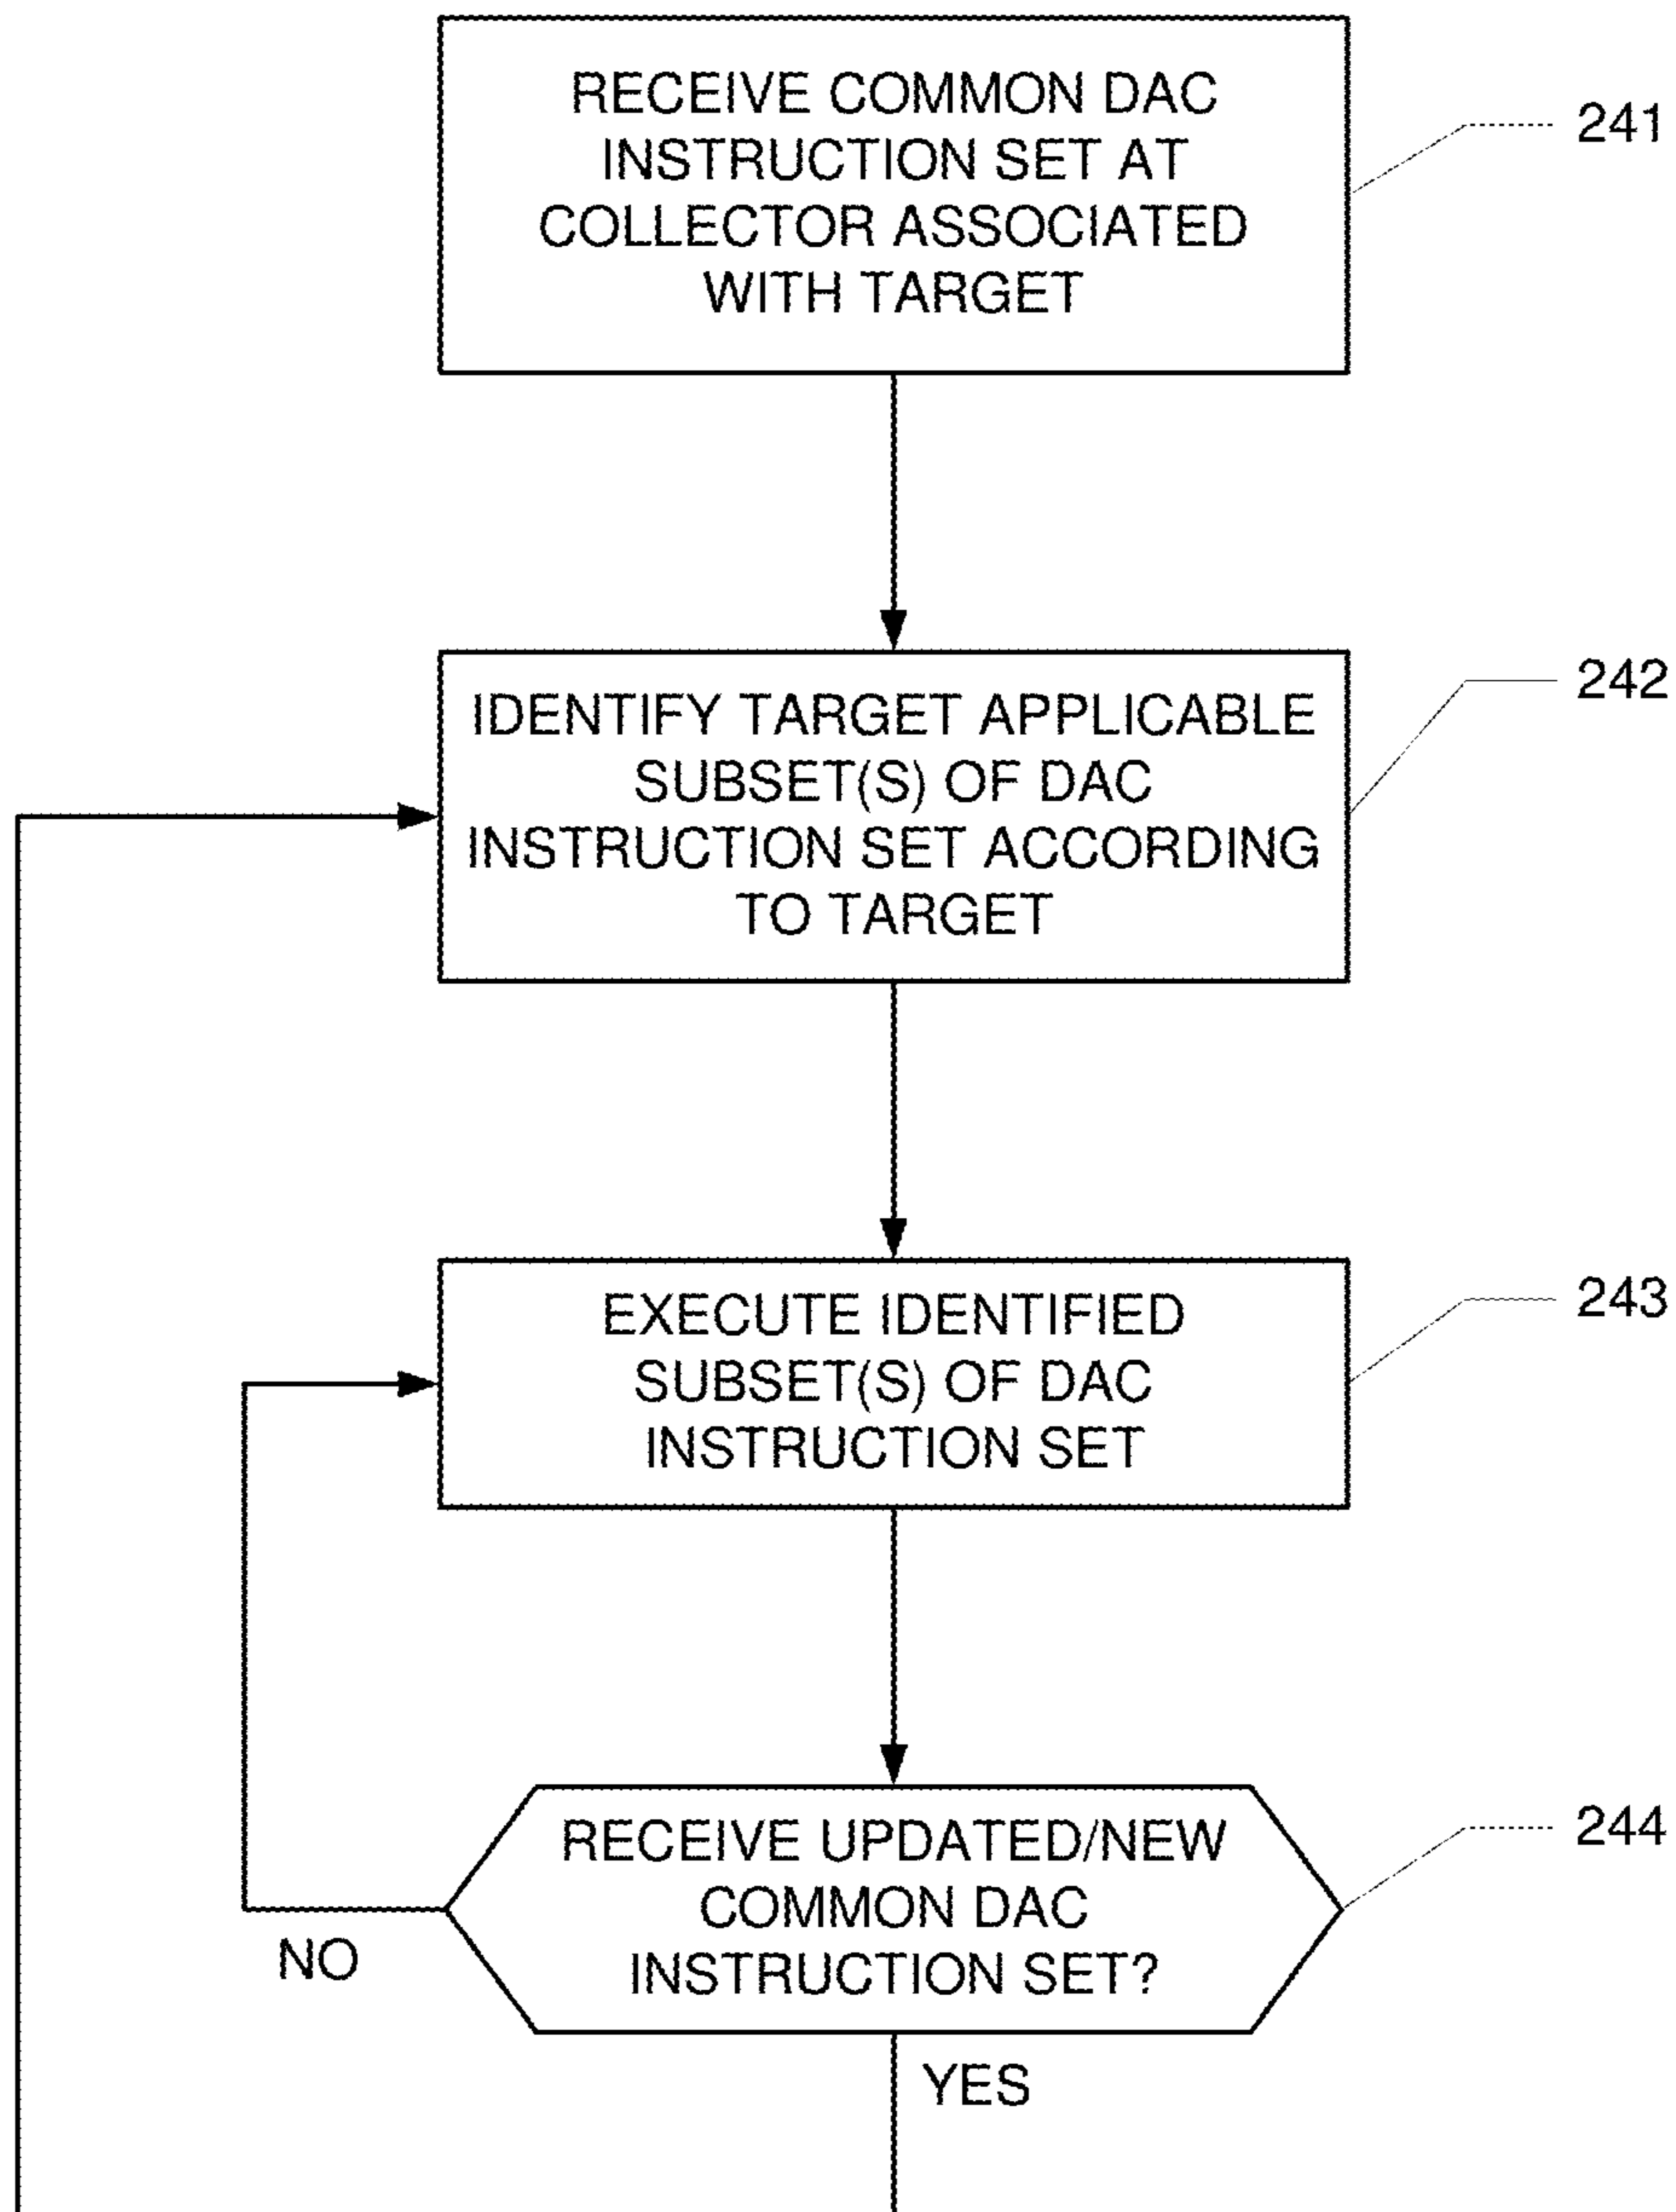 RECEIVE COMMON DAC
INSTRUCTION SET AT
COLLECTOR ASSOCIATED
WITH TARGET
241
IDENTIFY TARGET APPLICABLE
SUBSET(S) OF DAC
INSTRUCTION SET ACCORDING
TO TARGET
242
EXECUTE IDENTIFIED
SUBSET(S) OF DAC
INSTRUCTION SET
243
RECEIVE UPDATED/NEW
COMMON DAC
INSTRUCTION SET?
244
NO
YES